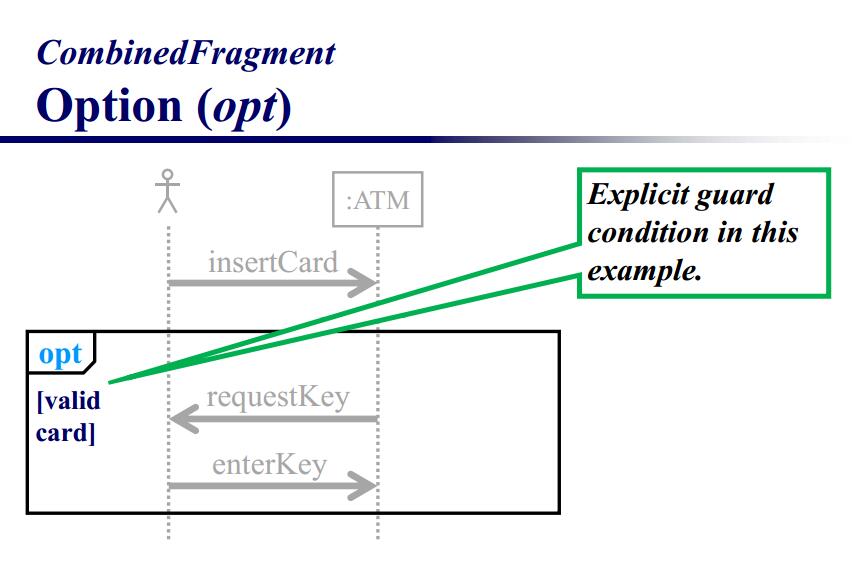 CombinedFragment
Option (opt)
:ATM
Explicit guard
condition in this
example.
insertCard
opt
[valid
card]
requestKey
enterKey